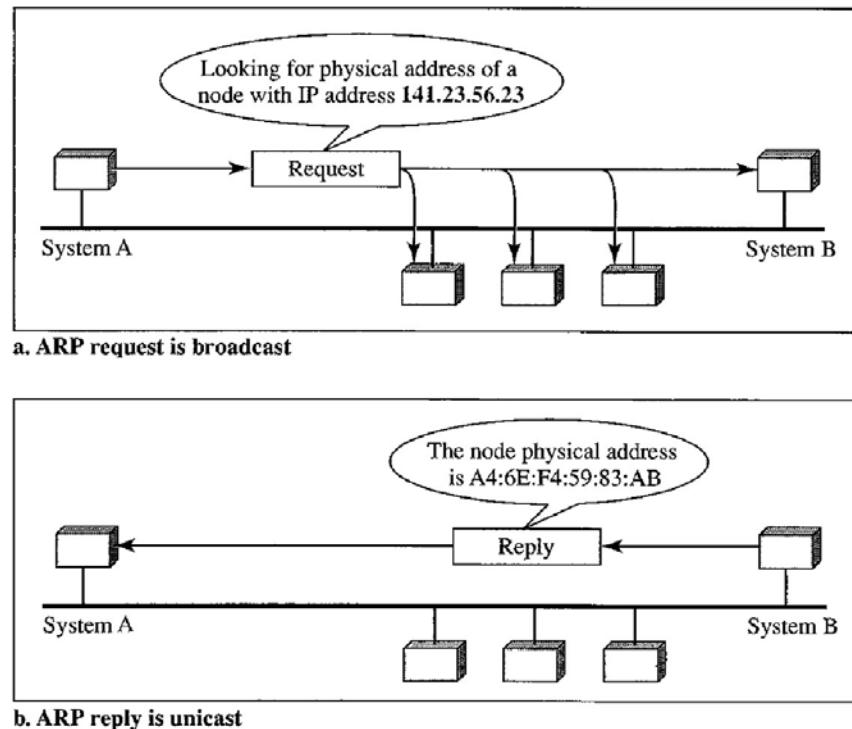 Looking for physical address of a
node with IP address 141.23.56.23
Request
System A
System B
a. ARP request is broadcast
The node physical address
is A4:6E:F4:59:83:AB
Reply
System A
System B
b. ARP reply is unicast